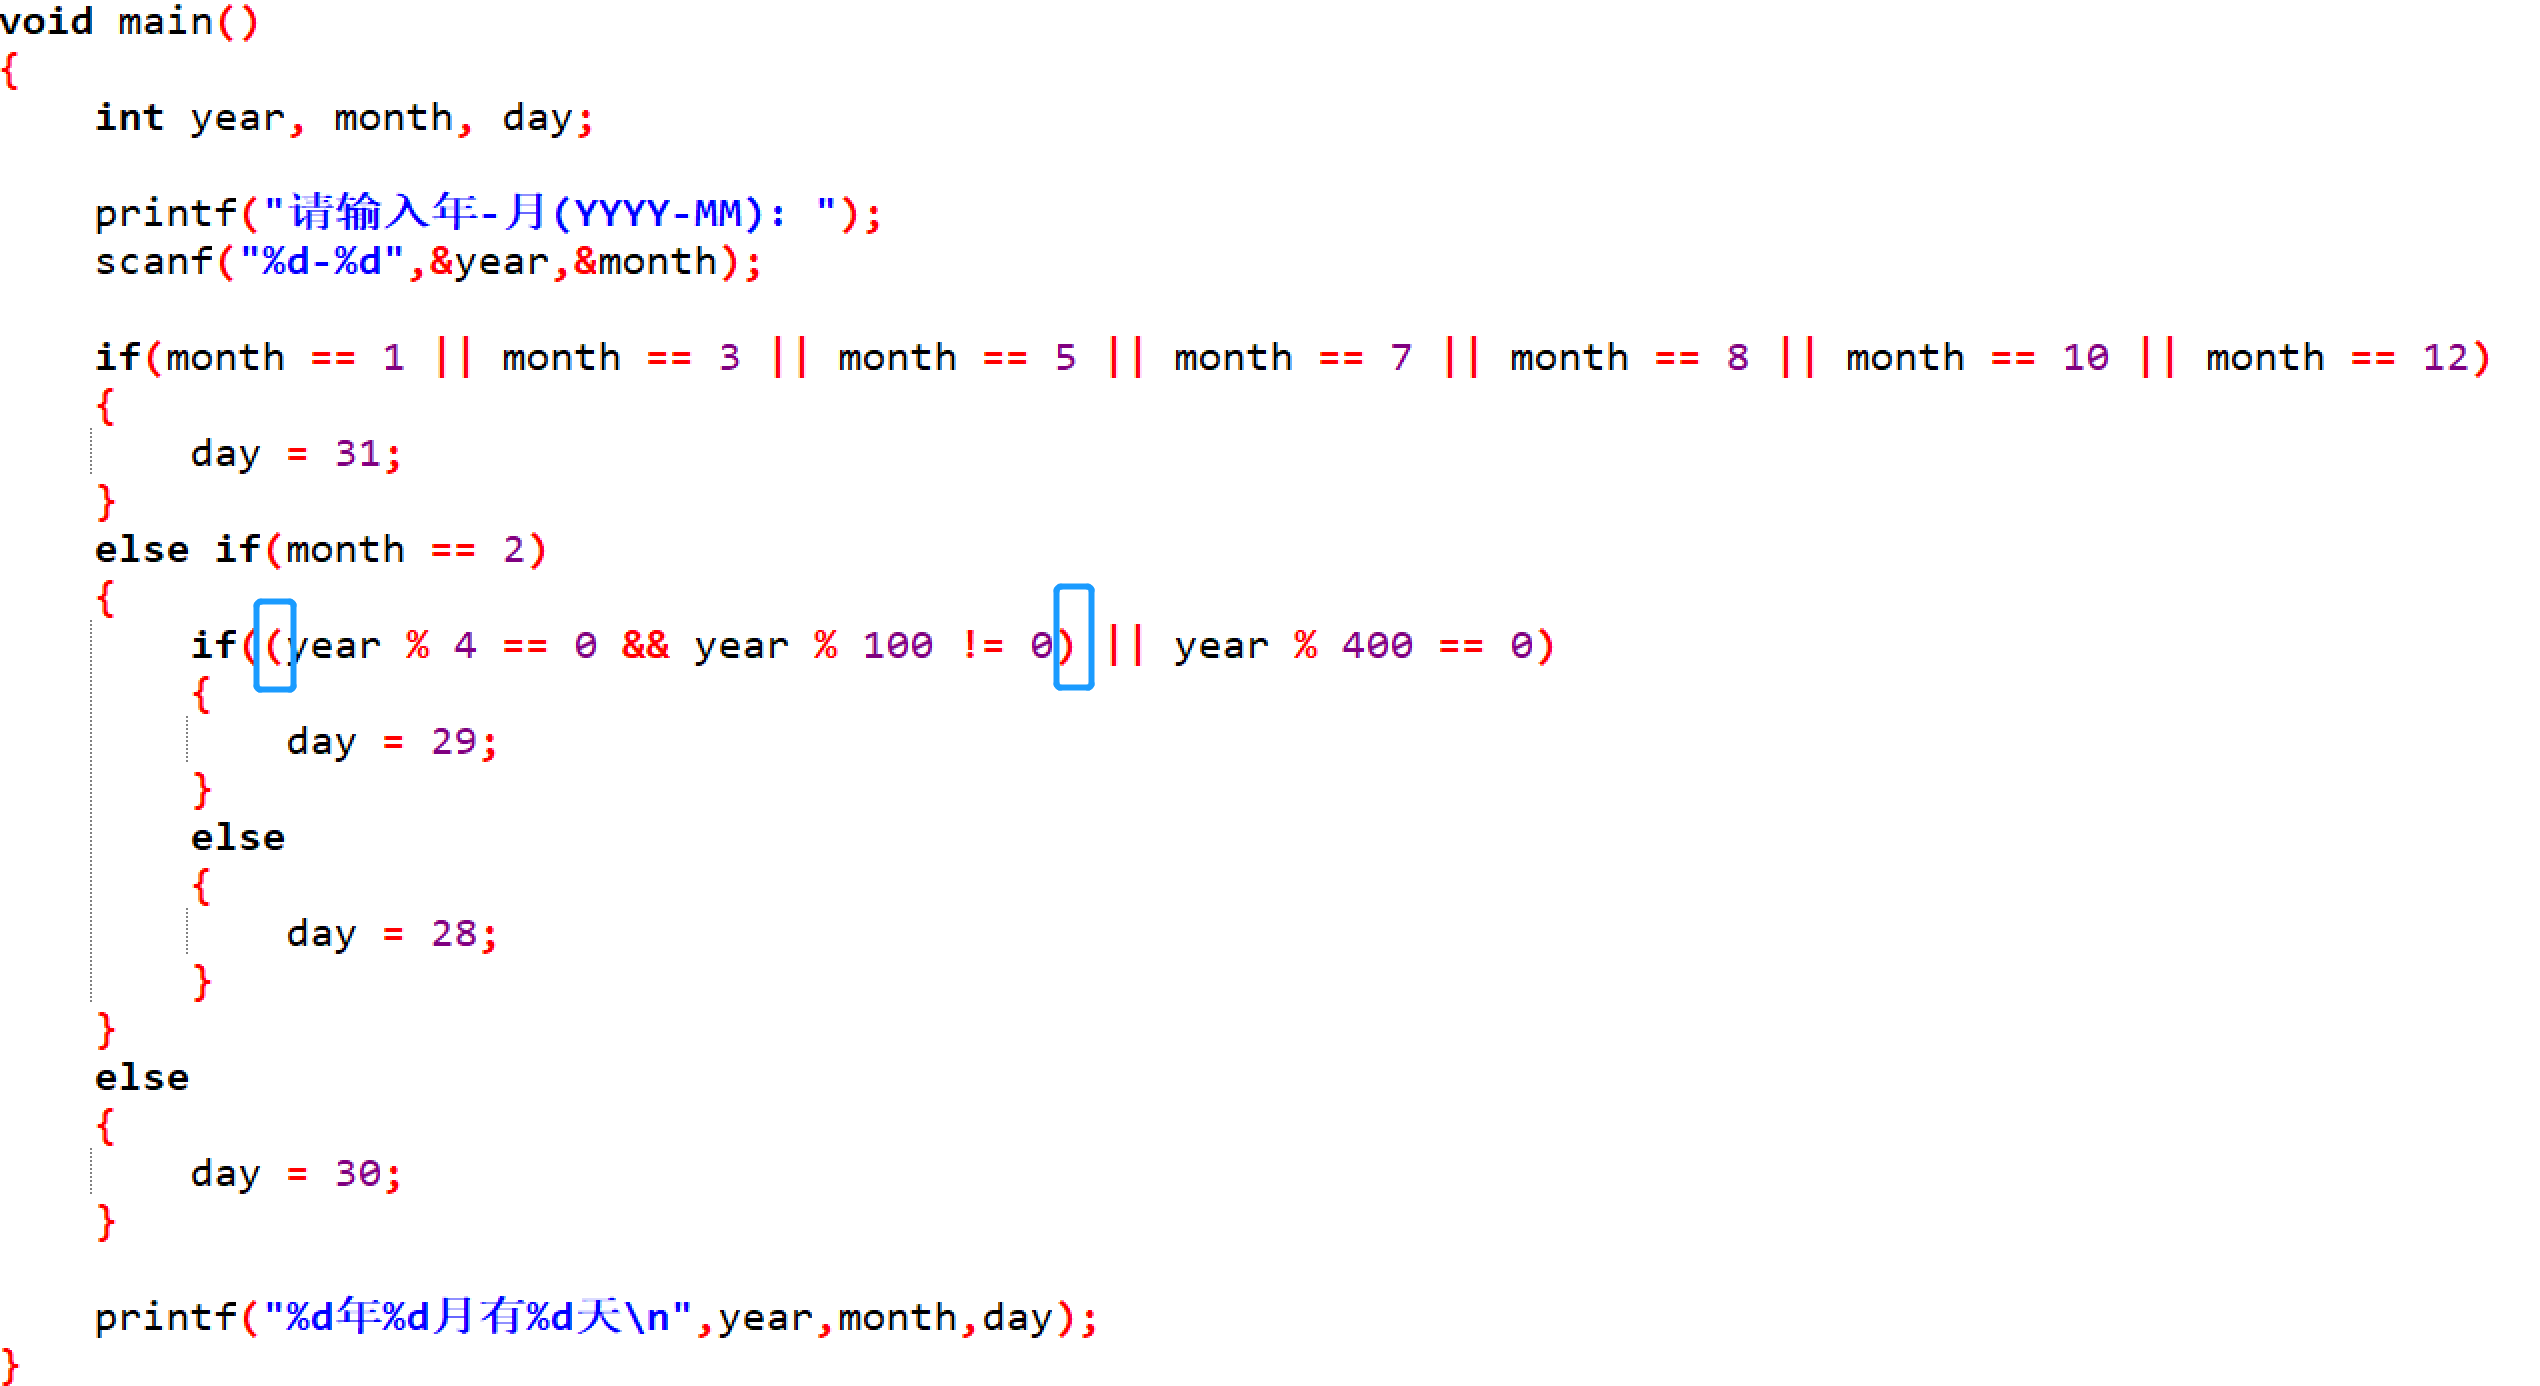 void main()
{
    int year, month, day;

    printf("请输入年-月(YYYY-MM): ");
    scanf("%d-%d",&year,&month);

    if(month == 1 || month == 3 || month == 5 || month == 7 || month == 8 || month == 10 || month == 12)
    {
        day = 31;
    }
    else if(month == 2)
    {
        if((year % 4 == 0 && year % 100 != 0) || year % 400 == 0)
        {
            day = 29;
        }
        else
        {
            day = 28;
        }
    }
    else
    {
        day = 30;
    }

    printf("%d年%d月有%d天\n",year,month,day);
}